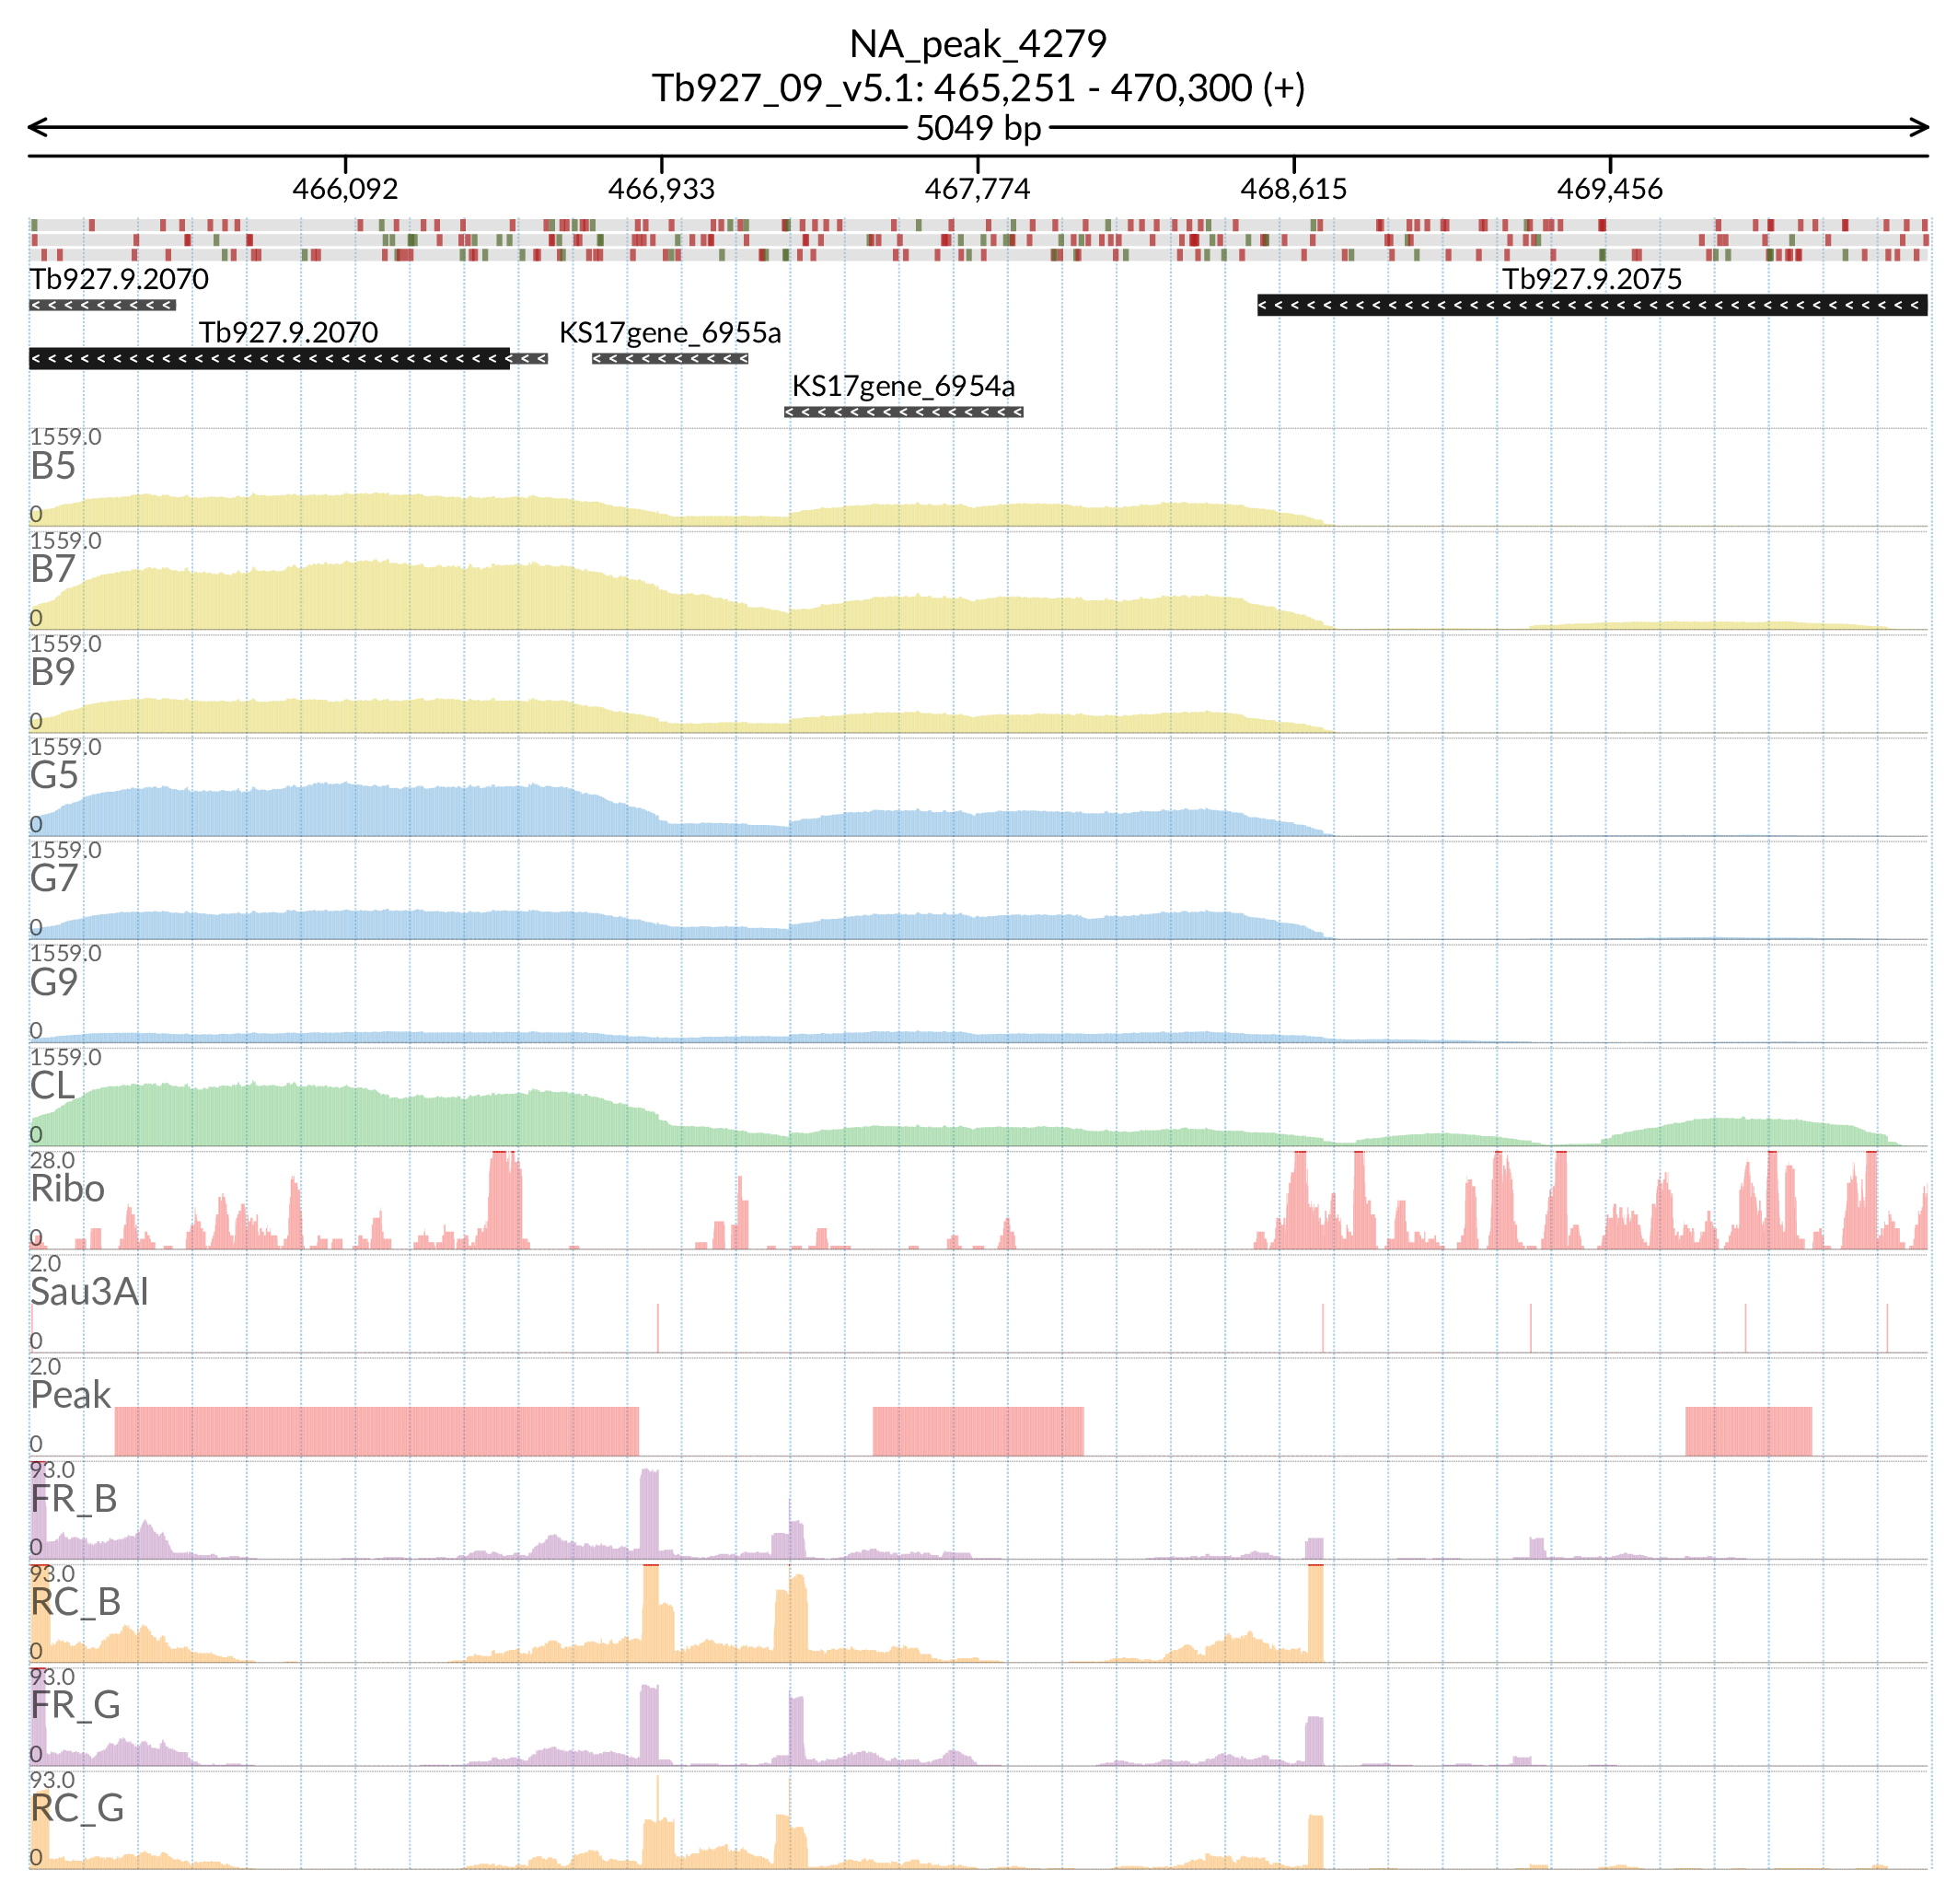 NA_peak_4279
Tb927_09_v5.1: 465,251 - 470,300 (+)
5049 bp
466,092 466,933 467,774 468,615 469,456
Tb927.9.2070 Tb927.9.2075
Tb927.9.2070 KS17gene_6955a
KS17gene_6954a
1559.0
B5
0
1559.0
B7
0
1559.0
B9
0
1559.0
G5
0
1559.0
G7
0
1559.0
G9
0
1559.0
CL
0
28.0
Ribo
0
2.0
Sau3AI
0
2.0
Peak
0
93.0
FR_B
0
93.0
RC_B
0
93.0
FR_G
0
93.0
RC_G
0